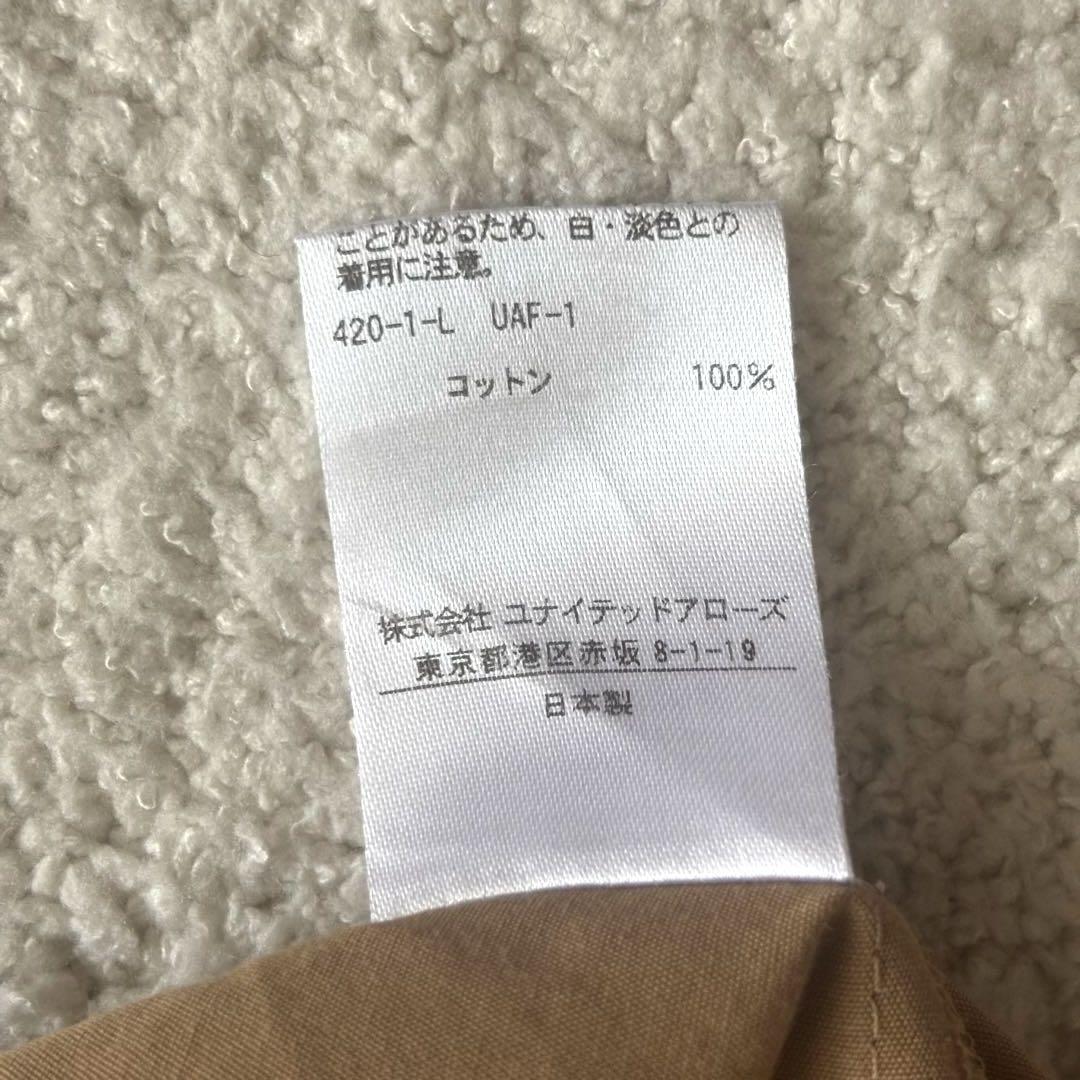 ことがあるため、白・淡色との
着用に注意。
420-1-L UAF-1
コットン 100%
株式会社 ユナイテッドアローズ
東京都港区赤坂 8-1-19
日本製